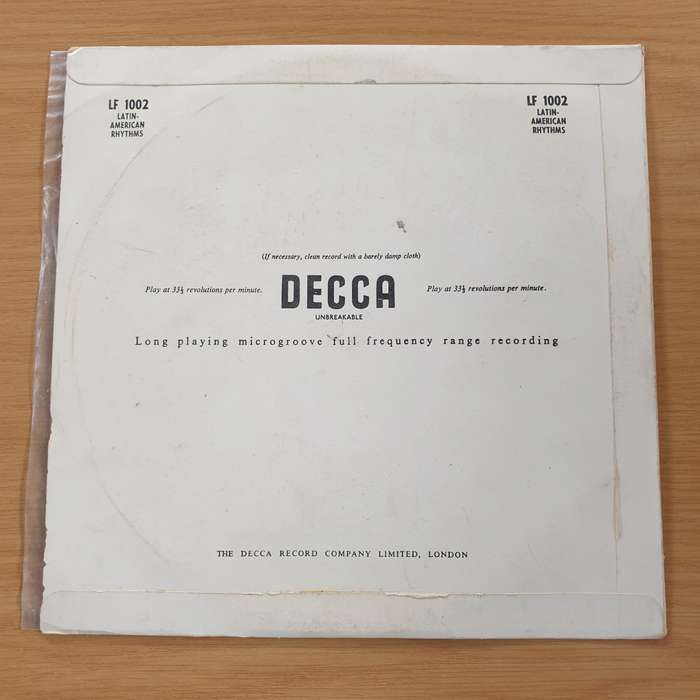 LF 1002
LATIN-
AMERICAN
RHYTHMS
LF 1002
LATIN-
AMERICAN
RHYTHMS
(If necessary, clean record with a barely damp cloth)
Play at 33⅓ revolutions per minute.
DECCA
Play at 33⅓ revolutions per minute.
UNBREAKABLE
Long playing microgroove full frequency range recording
THE DECCA RECORD COMPANY LIMITED, LONDON